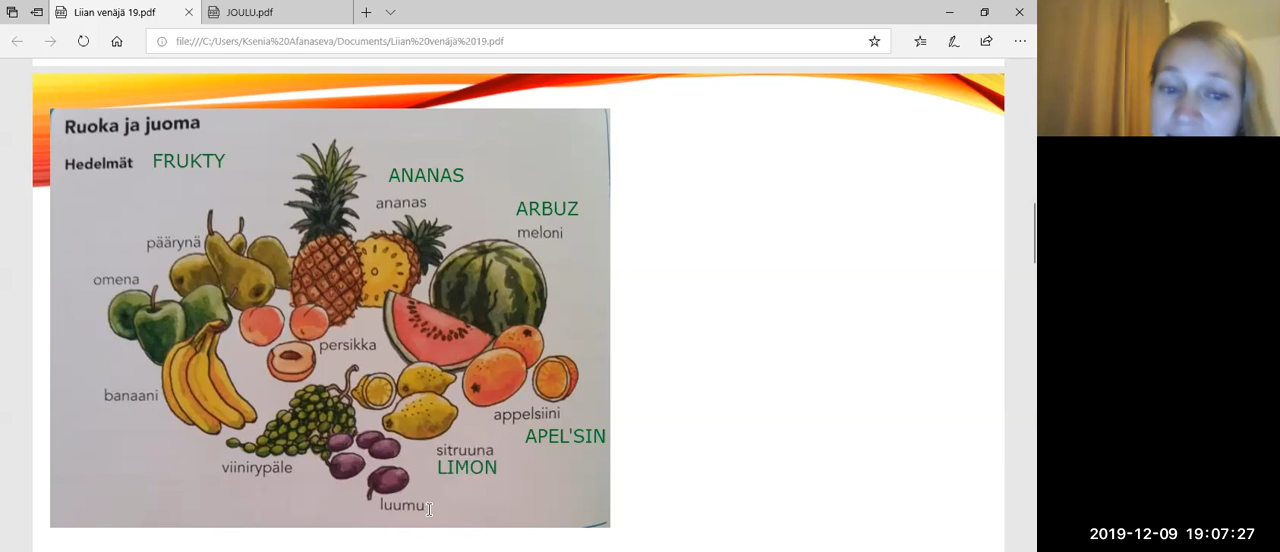 Liian venäjä 19.pdf
JOULU.pdf
file:///C:/Users/Ksenia%20Afanaseva/Documents/Liian%20venäjä%2019.pdf
Ruoka ja juoma
Hedelmät FRUKTY
ANANAS
ananas
ARBUZ
meloni
päärynä
omena
persikka
banaani
appelsiini
APEL'SIN
sitruuna
LIMON
viinirypäle
luumu
2019-12-09 19:07:27